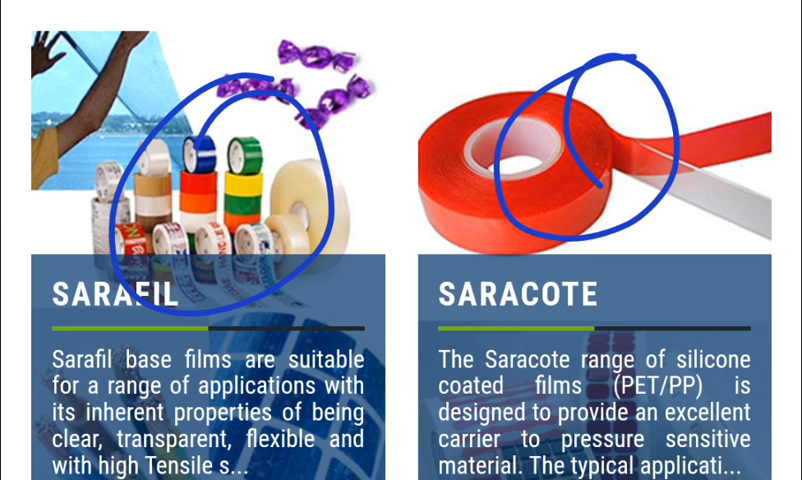 SARAFIL
Sarafil base films are suitable
for a range of applications with
its inherent properties of being
clear, transparent, flexible and
with high Tensile s...
SARACOTE
The Saracote range of silicone
coated films (PET/PP) is
designed to provide an excellent
carrier to pressure sensitive
material. The typical applicati...